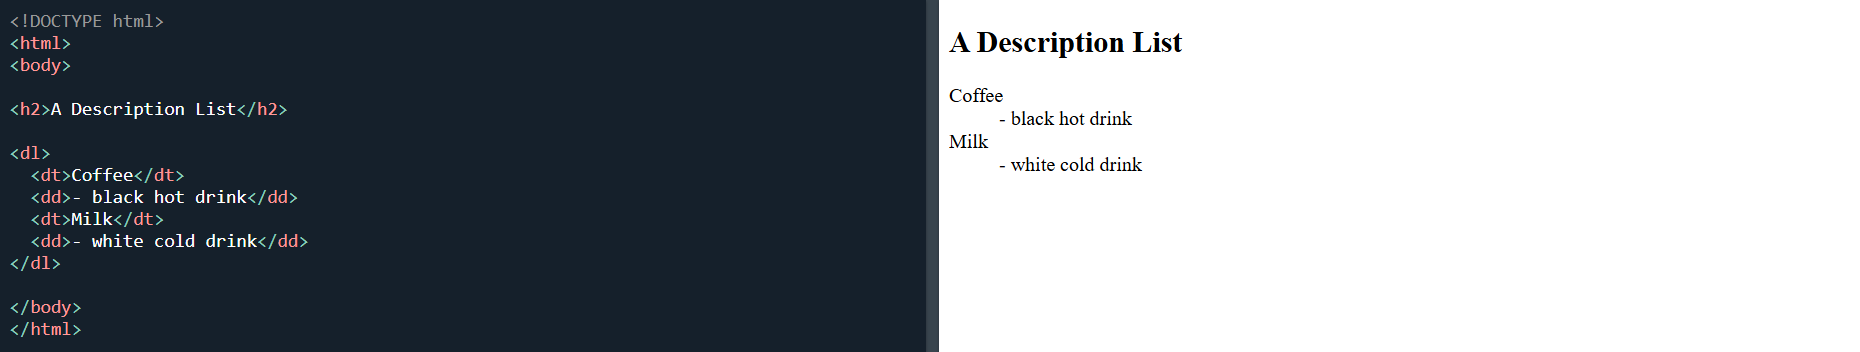 <!DOCTYPE html>
<html>
<body>
<h2>A Description List</h2>
<dl>
  <dt>Coffee</dt>
  <dd>- black hot drink</dd>
  <dt>Milk</dt>
  <dd>- white cold drink</dd>
</dl>
</body>
</html>
A Description List
Coffee
- black hot drink
Milk
- white cold drink